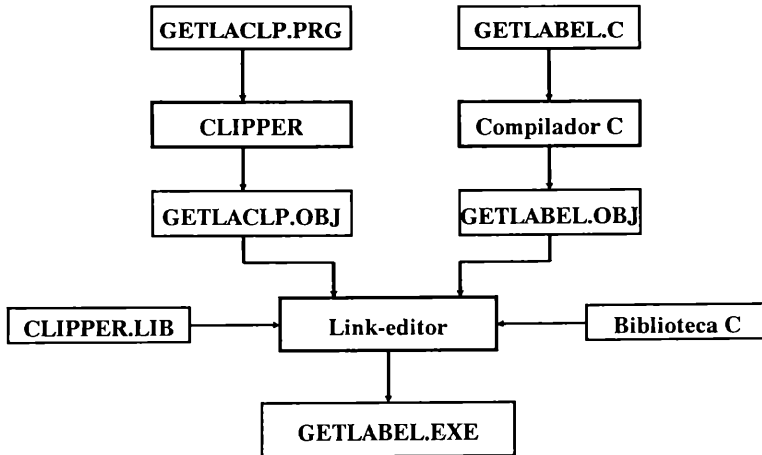 GETLACLP.PRG
GETLABEL.C
CLIPPER
Compilador C
GETLACLP.OBJ
GETLABEL.OBJ
CLIPPER.LIB
Link-editor
Biblioteca C
GETLABEL.EXE